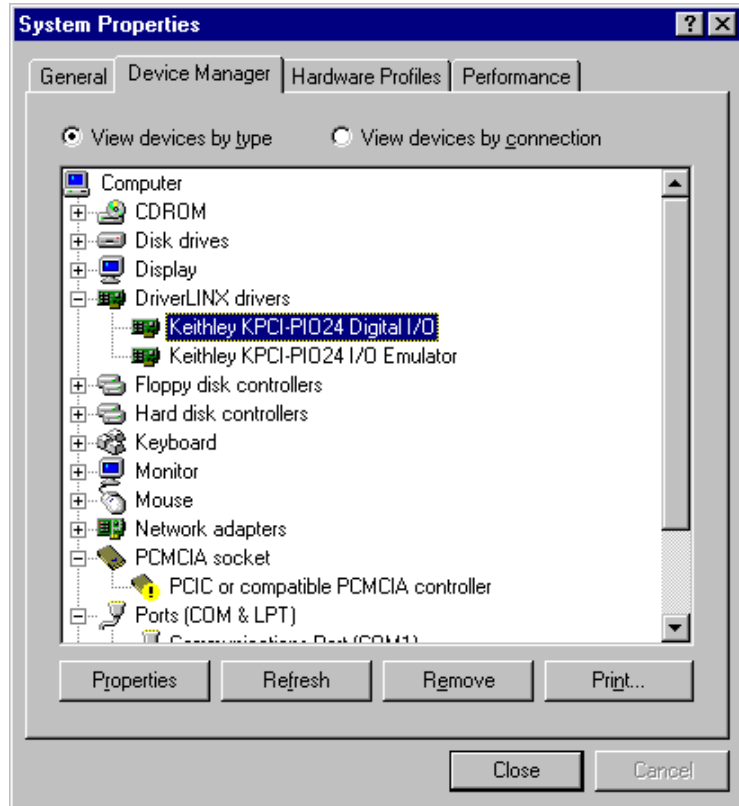 System Properties
General Device Manager Hardware Profiles Performance
View devices by type View devices by connection
Computer
CDROM
Disk drives
Display
DriverLINX drivers
Keithley KPCI-PIO24 Digital I/O
Keithley KPCI-PIO24 I/O Emulator
Floppy disk controllers
Hard disk controllers
Keyboard
Monitor
Mouse
Network adapters
PCMCIA socket
PCIC or compatible PCMCIA controller
Ports (COM & LPT)
Communications Port (COM1)
Properties Refresh Remove Print...
Close Cancel